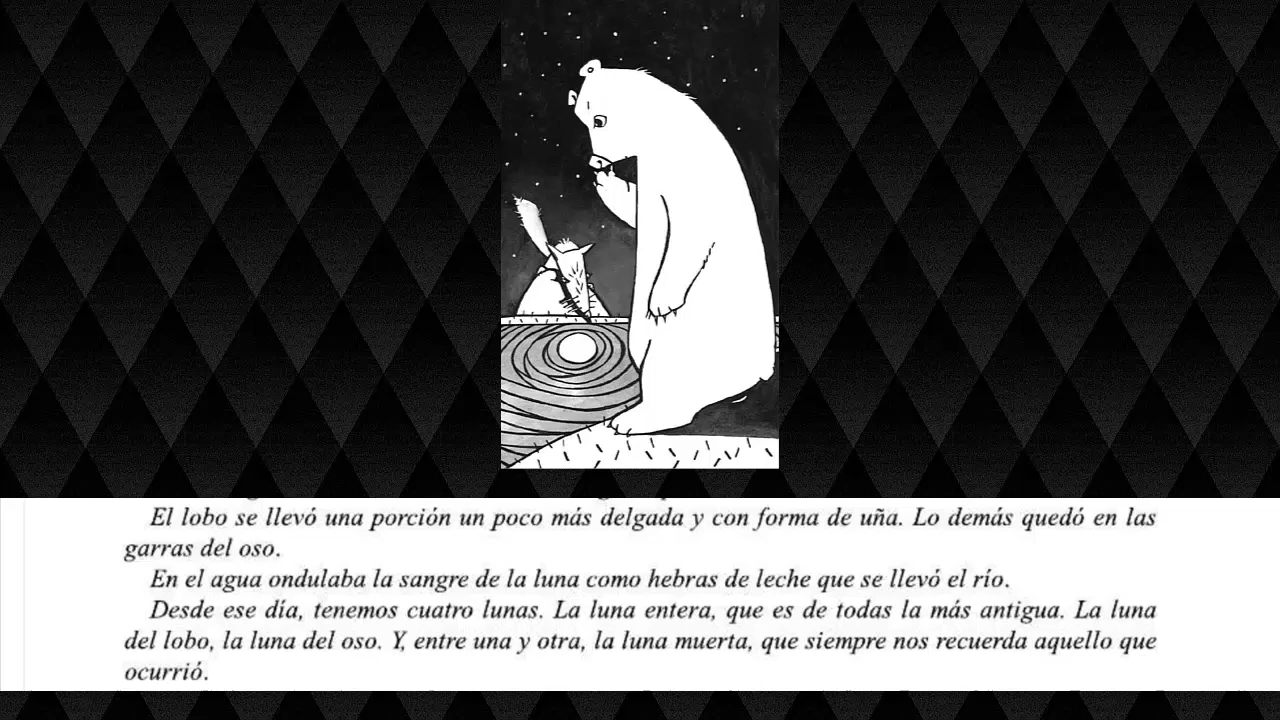 El lobo se llevó una porción un poco más delgada y con forma de uña. Lo demás quedó en las
garras del oso.
En el agua ondulaba la sangre de la luna como hebras de leche que se llevó el río.
Desde ese día, tenemos cuatro lunas. La luna entera, que es de todas la más antigua. La luna
del lobo, la luna del oso. Y, entre una y otra, la luna muerta, que siempre nos recuerda aquello que
ocurrió.